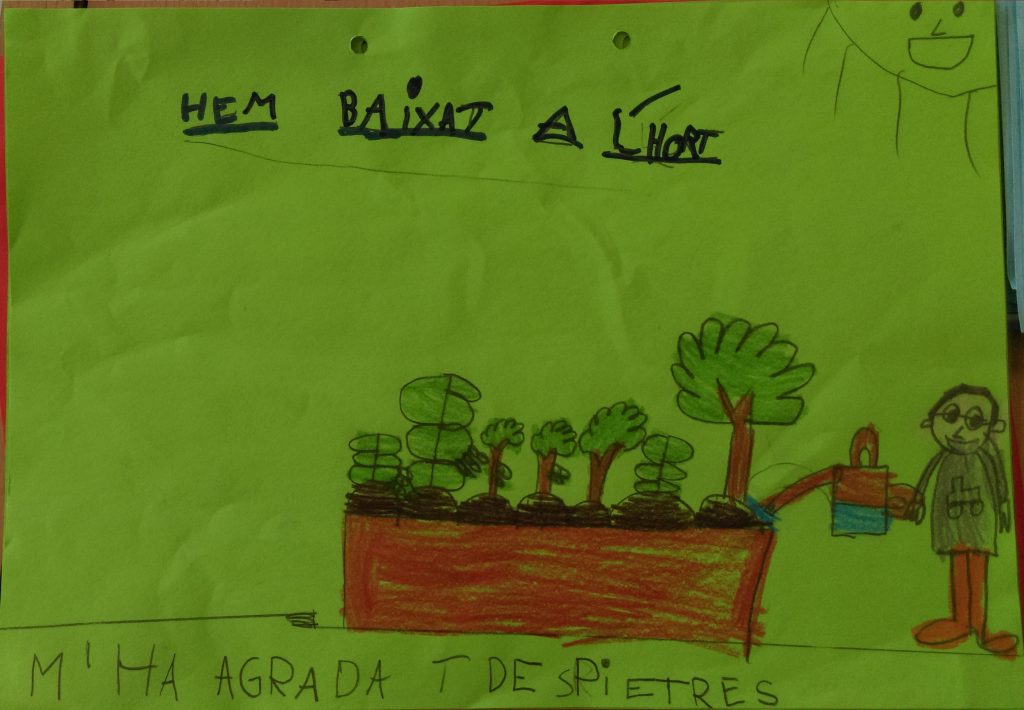 HEM BAiXAT A L'HORT
M'HA AGRADA T DESPiETRES